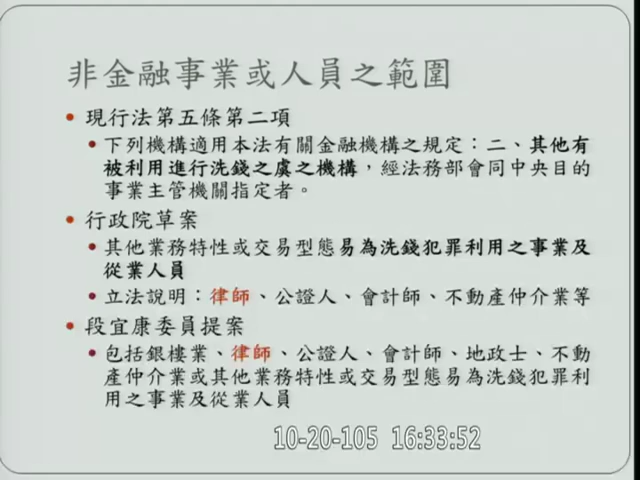 非金融事業或人員之範圍
• 現行法第五條第二項
• 下列機構適用本法有關金融機構之規定：二、其他有
被利用進行洗錢之虞之機構，經法務部會同中央目的
事業主管機關指定者。
• 行政院草案
• 其他業務特性或交易型態易為洗錢犯罪利用之事業及
從業人員
• 立法說明：律師、公證人、會計師、不動產仲介業等
• 段宜康委員提案
• 包括銀樓業、律師、公證人、會計師、地政士、不動
產仲介業或其他業務特性或交易型態易為洗錢犯罪利
用之事業及從業人員
10-20-105 16:33:52